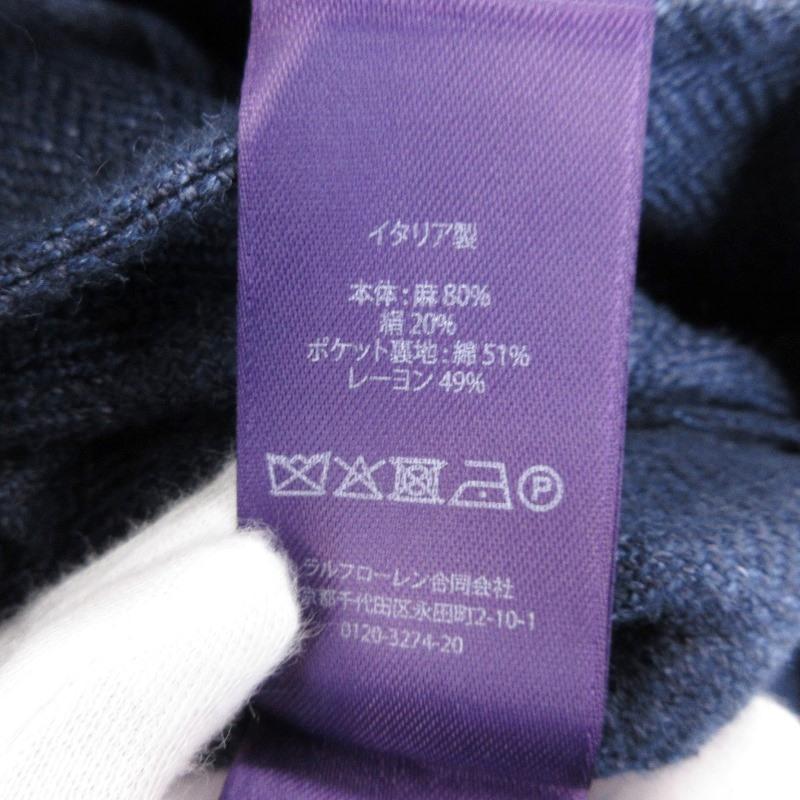 イタリア製
本体：麻 80%
絹 20%
ポケット裏地：綿 51%
レーヨン 49%
P
ラルフローレン合同会社
京都千代田区永田町2-10-1
0120-3274-20